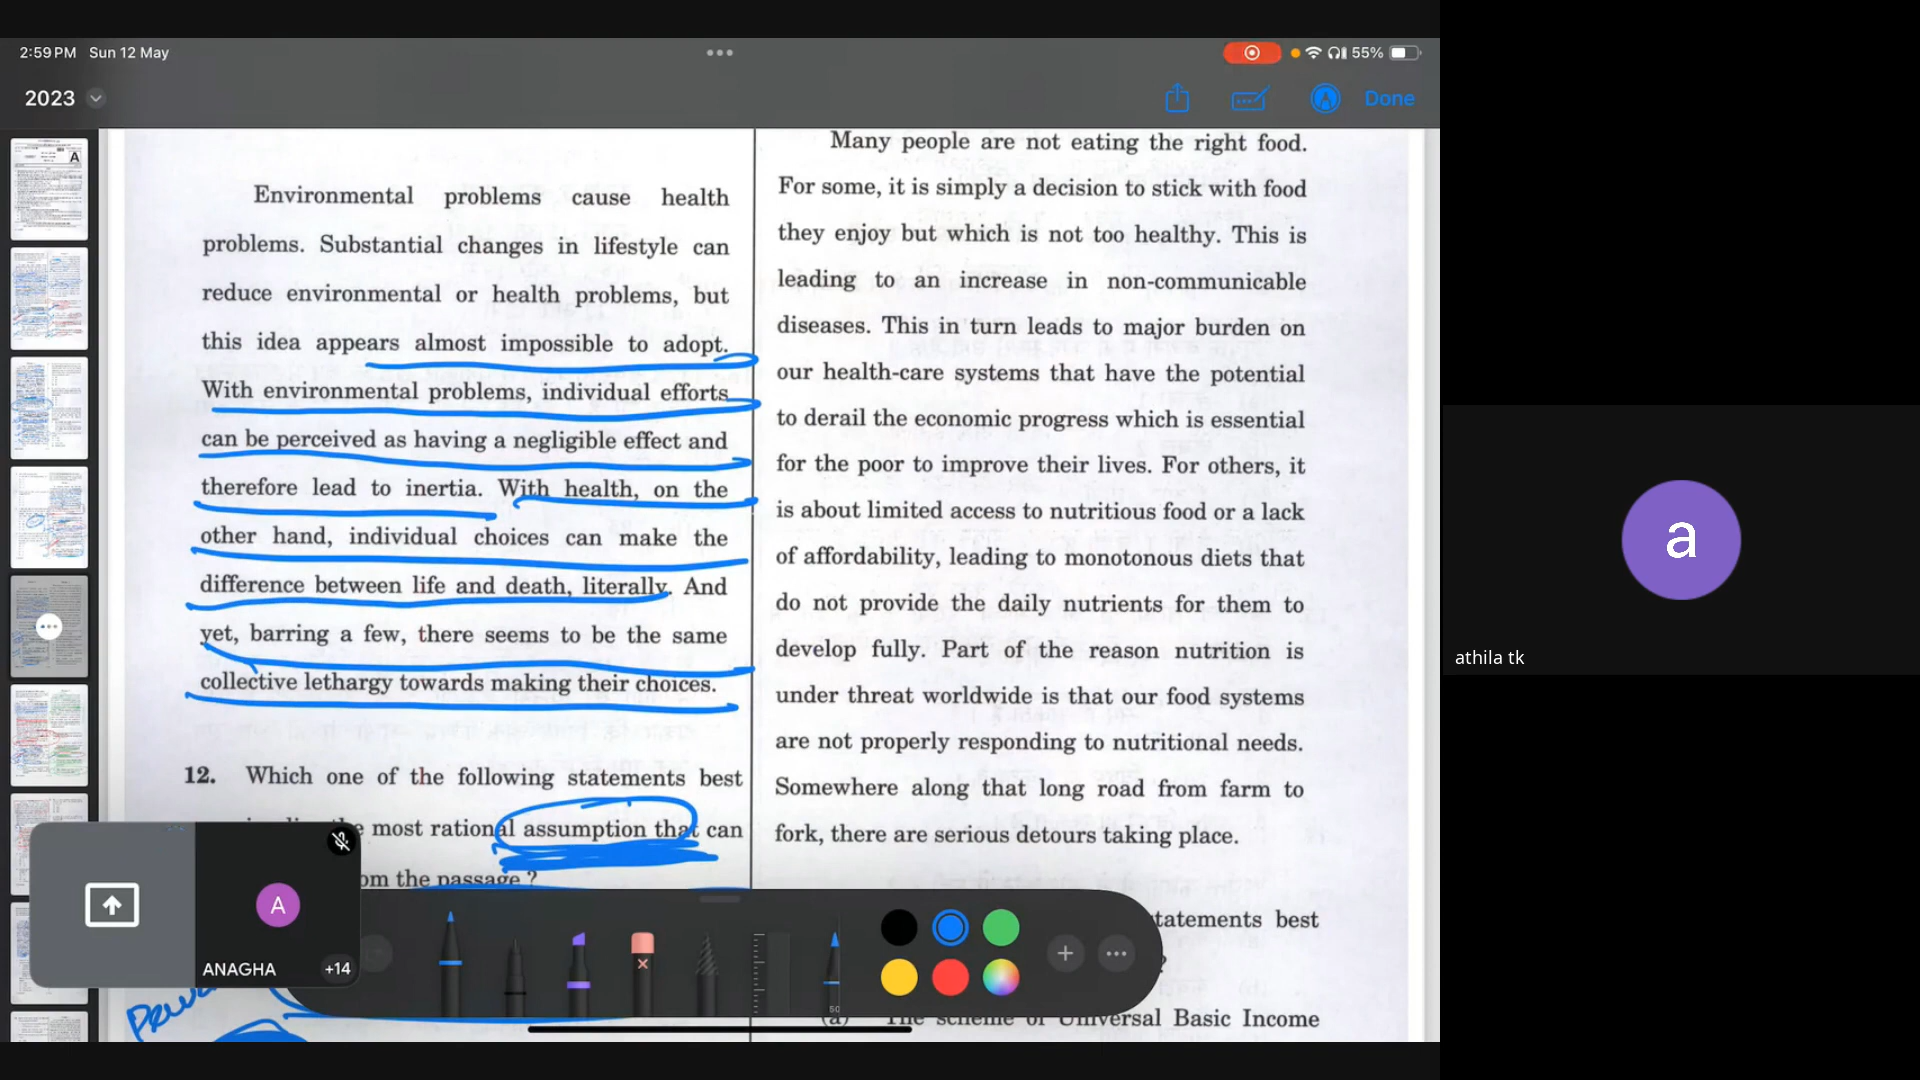 2:59 PM Sun 12 May
55%
2023
Done
A
Environmental problems cause health
problems. Substantial changes in lifestyle can
reduce environmental or health problems, but
this idea appears almost impossible to adopt.
With environmental problems, individual efforts
can be perceived as having a negligible effect and
therefore lead to inertia. With health, on the
other hand, individual choices can make the
difference between life and death, literally. And
yet, barring a few, there seems to be the same
collective lethargy towards making their choices.
12. Which one of the following statements best
most rational assumption that can
the passage ?
Many people are not eating the right food.
For some, it is simply a decision to stick with food
they enjoy but which is not too healthy. This is
leading to an increase in non-communicable
diseases. This in turn leads to major burden on
our health-care systems that have the potential
to derail the economic progress which is essential
for the poor to improve their lives. For others, it
is about limited access to nutritious food or a lack
of affordability, leading to monotonous diets that
do not provide the daily nutrients for them to
develop fully. Part of the reason nutrition is
under threat worldwide is that our food systems
are not properly responding to nutritional needs.
Somewhere along that long road from farm to
fork, there are serious detours taking place.
statements best
?
(a) The scheme of Universal Basic Income
A
ANAGHA
+14
50
a
athila tk